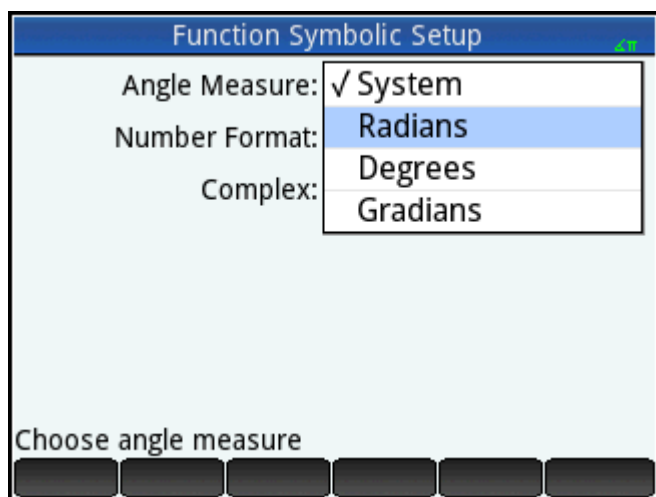 Function Symbolic Setup
∡π
Angle Measure: √ System
Radians
Number Format:
Degrees
Complex:
Gradians
Choose angle measure